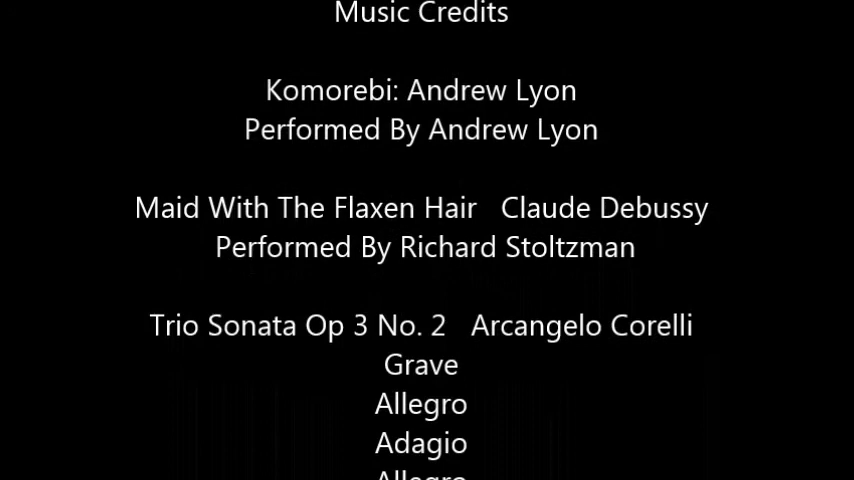 Music Credits
Komorebi: Andrew Lyon
Performed By Andrew Lyon
Maid With The Flaxen Hair Claude Debussy
Performed By Richard Stoltzman
Trio Sonata Op 3 No. 2 Arcangelo Corelli
Grave
Allegro
Adagio
Allegro